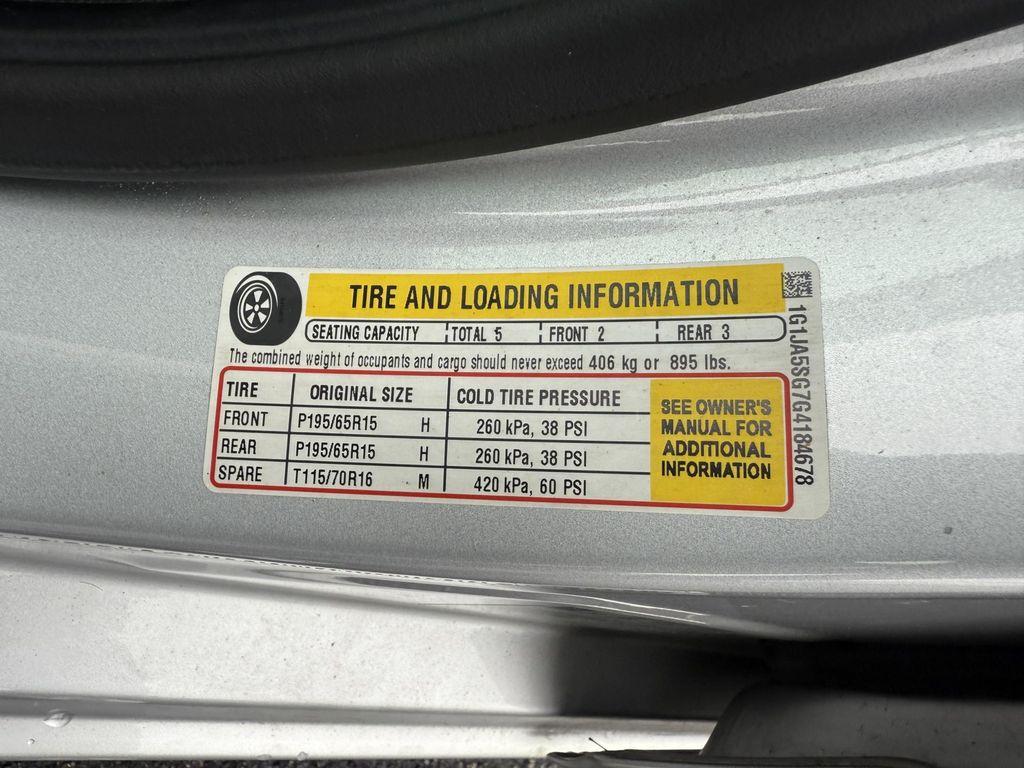 TIRE AND LOADING INFORMATION
SEATING CAPACITY TOTAL 5 FRONT 2 REAR 3
The combined weight of occupants and cargo should never exceed 406 kg or 895 lbs.
TIRE ORIGINAL SIZE COLD TIRE PRESSURE
FRONT P195/65R15 H 260 kPa, 38 PSI
REAR P195/65R15 H 260 kPa, 38 PSI
SPARE T115/70R16 M 420 kPa, 60 PSI
SEE OWNER'S
MANUAL FOR
ADDITIONAL
INFORMATION
1G1JA5SG7G4184678